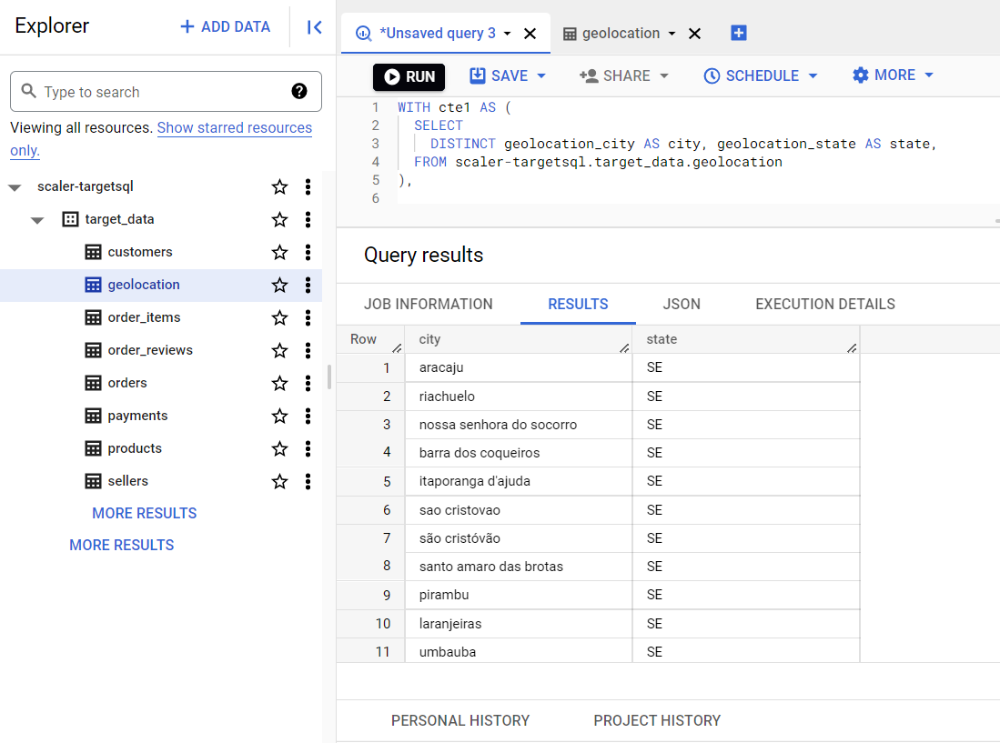 Explorer
+ ADD DATA
Type to search
Viewing all resources. Show starred resources
only.
scaler-targetsql
target_data
customers
geolocation
order_items
order_reviews
orders
payments
products
sellers
MORE RESULTS
MORE RESULTS
*Unsaved query 3
geolocation
RUN
SAVE
SHARE
SCHEDULE
MORE
1 WITH cte1 AS (
2 SELECT
3 DISTINCT geolocation_city AS city, geolocation_state AS state,
4 FROM scaler-targetsql.target_data.geolocation
5 ),
6
Query results
JOB INFORMATION RESULTS JSON EXECUTION DETAILS
Row city state
1 aracaju SE
2 riachuelo SE
3 nossa senhora do socorro SE
4 barra dos coqueiros SE
5 itaporanga d'ajuda SE
6 sao cristovao SE
7 são cristóvão SE
8 santo amaro das brotas SE
9 pirambu SE
10 laranjeiras SE
11 umbauba SE
PERSONAL HISTORY PROJECT HISTORY